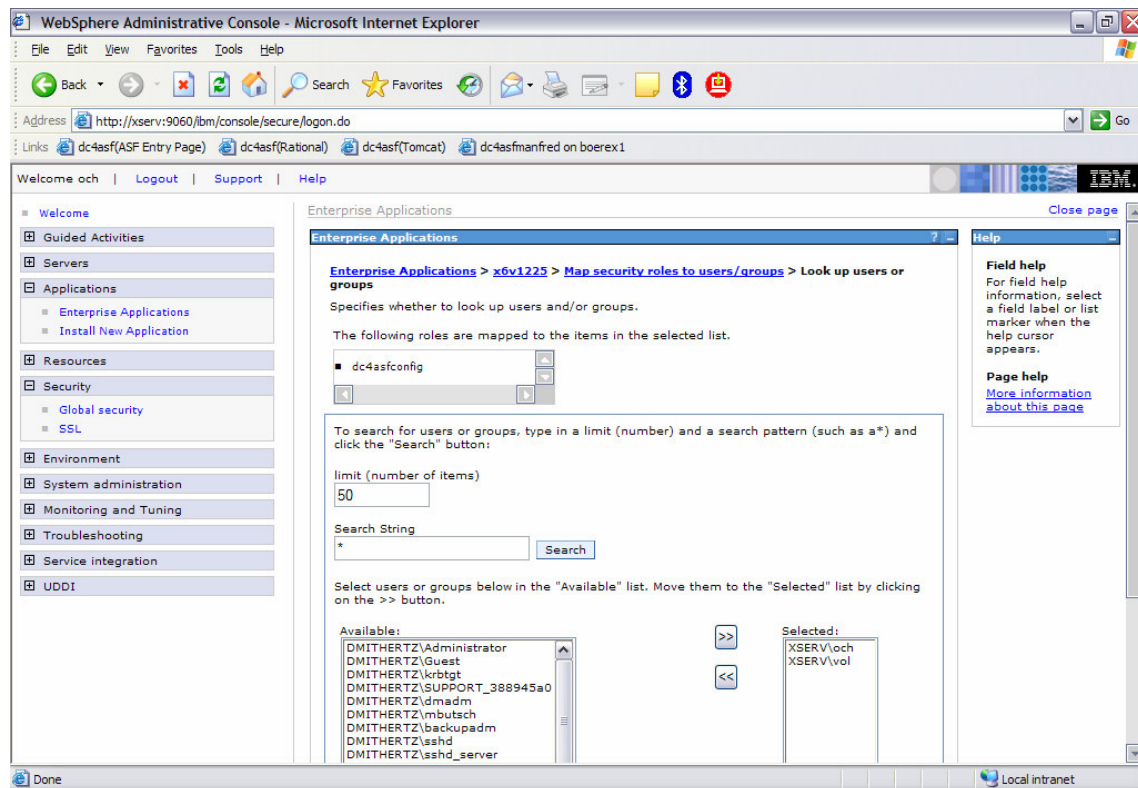 WebSphere Administrative Console - Microsoft Internet Explorer
File Edit View Favorites Tools Help
Back Search Favorites
Address http://xserv:9060/ibm/console/secure/logon.do Go
Links dc4asf(ASF Entry Page) dc4asf(Rational) dc4asf(Tomcat) dc4asfmanfred on boerex1
Welcome och | Logout | Support | Help IBM.
Welcome
Guided Activities
Servers
Applications
Enterprise Applications
Install New Application
Resources
Security
Global security
SSL
Environment
System administration
Monitoring and Tuning
Troubleshooting
Service integration
UDDI
Enterprise Applications Close page
Enterprise Applications ? –
Enterprise Applications > x6v1225 > Map security roles to users/groups > Look up users or
groups
Specifies whether to look up users and/or groups.
The following roles are mapped to the items in the selected list.
dc4asfconfig
To search for users or groups, type in a limit (number) and a search pattern (such as a*) and
click the "Search" button:
limit (number of items)
50
Search String
* Search
Select users or groups below in the "Available" list. Move them to the "Selected" list by clicking
on the >> button.
Available:
DMITHERTZ\Administrator
DMITHERTZ\Guest
DMITHERTZ\krbtgt
DMITHERTZ\SUPPORT_388945a0
DMITHERTZ\dmadm
DMITHERTZ\mbutsch
DMITHERTZ\backupadm
DMITHERTZ\sshd
DMITHERTZ\sshd_server
>>
<<
Selected:
XSERV\och
XSERV\vol
Help –
Field help
For field help
information, select
a field label or list
marker when the
help cursor
appears.
Page help
More information
about this page
Done Local intranet